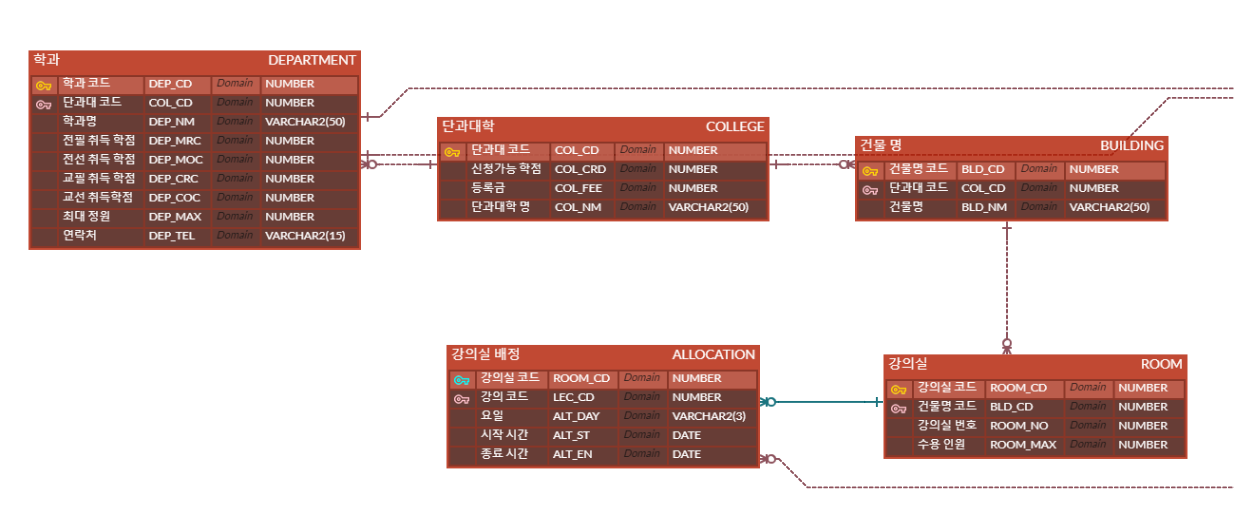 학과 DEPARTMENT
학과 코드 DEP_CD Domain NUMBER
단과대 코드 COL_CD Domain NUMBER
학과명 DEP_NM Domain VARCHAR2(50)
전필 취득 학점 DEP_MRC Domain NUMBER
전선 취득 학점 DEP_MOC Domain NUMBER
교필 취득 학점 DEP_CRC Domain NUMBER
교선 취득학점 DEP_COC Domain NUMBER
최대 정원 DEP_MAX Domain NUMBER
연락처 DEP_TEL Domain VARCHAR2(15)
단과대학 COLLEGE
단과대 코드 COL_CD Domain NUMBER
신청가능 학점 COL_CRD Domain NUMBER
등록금 COL_FEE Domain NUMBER
단과대학 명 COL_NM Domain VARCHAR2(50)
건물 명 BUILDING
건물명 코드 BLD_CD Domain NUMBER
단과대 코드 COL_CD Domain NUMBER
건물명 BLD_NM Domain VARCHAR2(50)
강의실 배정 ALLOCATION
강의실 코드 ROOM_CD Domain NUMBER
강의 코드 LEC_CD Domain NUMBER
요일 ALT_DAY Domain VARCHAR2(3)
시작 시간 ALT_ST Domain DATE
종료 시간 ALT_EN Domain DATE
강의실 ROOM
강의실 코드 ROOM_CD Domain NUMBER
건물명 코드 BLD_CD Domain NUMBER
강의실 번호 ROOM_NO Domain NUMBER
수용 인원 ROOM_MAX Domain NUMBER